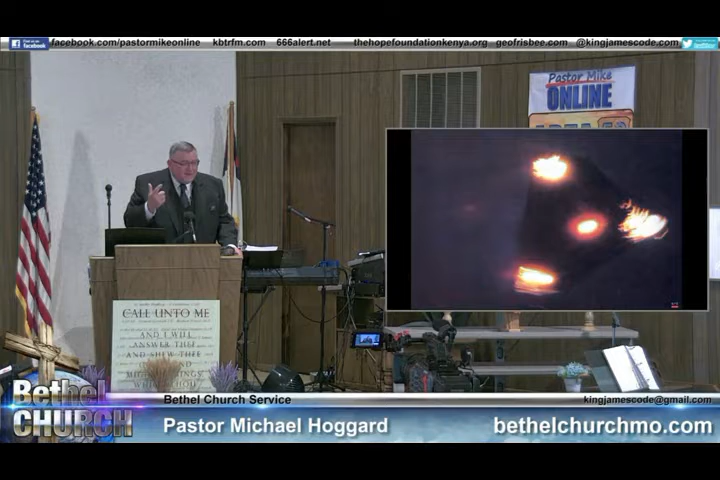 facebook.com/pastormikeonline kbtrfm.com 666alert.net thehopefoundationkenya.org geofrisbee.com @kingjamescode.com
Pastor Mike
ONLINE
CALL UNTO ME
AND I WILL
ANSWER THEE
AND SHEW THEE
Bethel
CHURCH
Bethel Church Service
kingjamescode@gmail.com
Pastor Michael Hoggard
bethelchurchmo.com